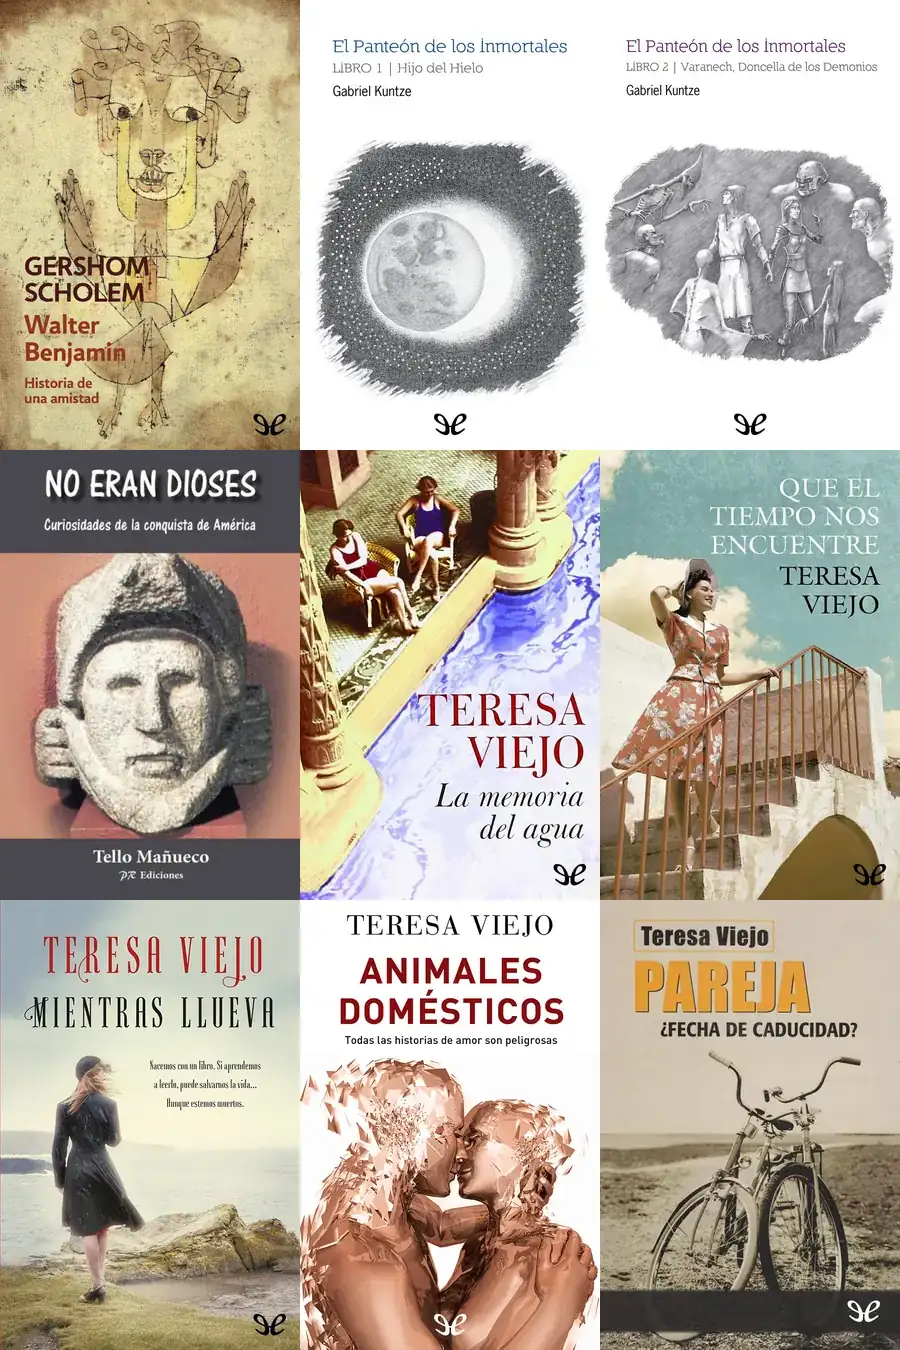 GERSHOM
SCHOLEM
Walter
Benjamin
Historia de
una amistad
El Panteón de los inmortales
LIBRO 1 | Hijo del Hielo
Gabriel Kuntze
El Panteón de los inmortales
LIBRO 2 | Varanech, Doncella de los Demonios
Gabriel Kuntze
NO ERAN DIOSES
Curiosidades de la conquista de América
Tello Mañueco
PR Ediciones
TERESA
VIEJO
La memoria
del agua
QUE EL
TIEMPO NOS
ENCUENTRE
TERESA
VIEJO
TERESA VIEJO
MIENTRAS LLUEVA
Nacemos con un libro. Si aprendemos
a leerlo, puede salvarnos la vida...
Aunque estemos muertos.
TERESA VIEJO
ANIMALES
DOMÉSTICOS
Todas las historias de amor son peligrosas
Teresa Viejo
PAREJA
¿FECHA DE CADUCIDAD?